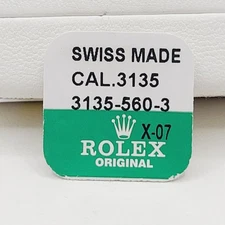 SWISS MADE
CAL.3135
3135-560-3
X-07
ROLEX
ORIGINAL